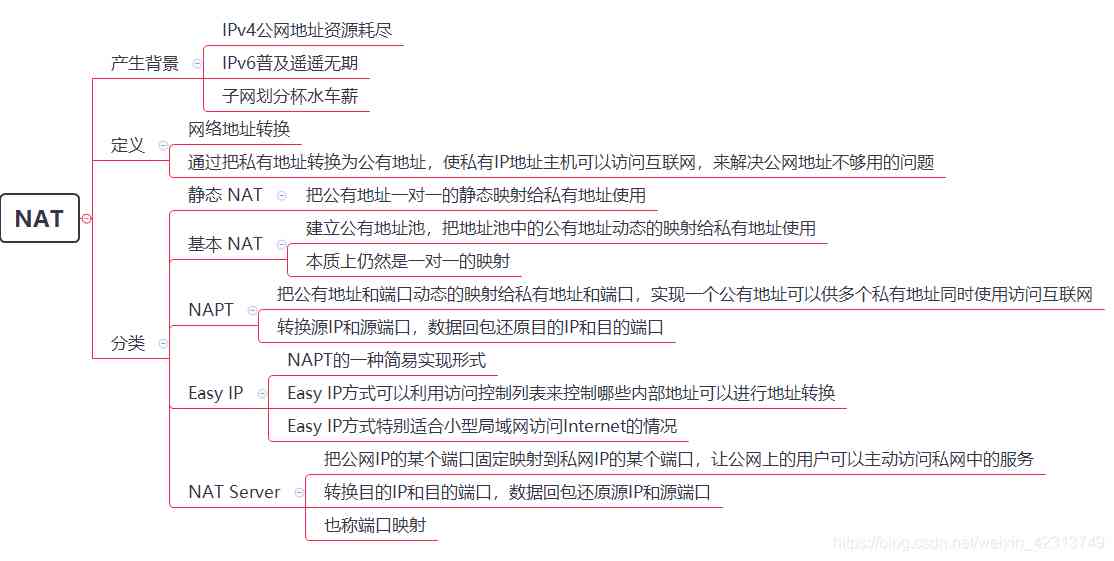 NAT
产生背景
IPv4公网地址资源耗尽
IPv6普及遥遥无期
子网划分杯水车薪
定义
网络地址转换
通过把私有地址转换为公有地址，使私有IP地址主机可以访问互联网，来解决公网地址不够用的问题
分类
静态 NAT
把公有地址一对一的静态映射给私有地址使用
基本 NAT
建立公有地址池，把地址池中的公有地址动态的映射给私有地址使用
本质上仍然是一对一的映射
NAPT
把公有地址和端口动态的映射给私有地址和端口，实现一个公有地址可以供多个私有地址同时使用访问互联网
转换源IP和源端口，数据回包还原目的IP和目的端口
Easy IP
NAPT的一种简易实现形式
Easy IP方式可以利用访问控制列表来控制哪些内部地址可以进行地址转换
Easy IP方式特别适合小型局域网访问Internet的情况
NAT Server
把公网IP的某个端口固定映射到私网IP的某个端口，让公网上的用户可以主动访问私网中的服务
转换目的IP和目的端口，数据回包还原源IP和源端口
也称端口映射
https://blog.csdn.net/weixin_42313749